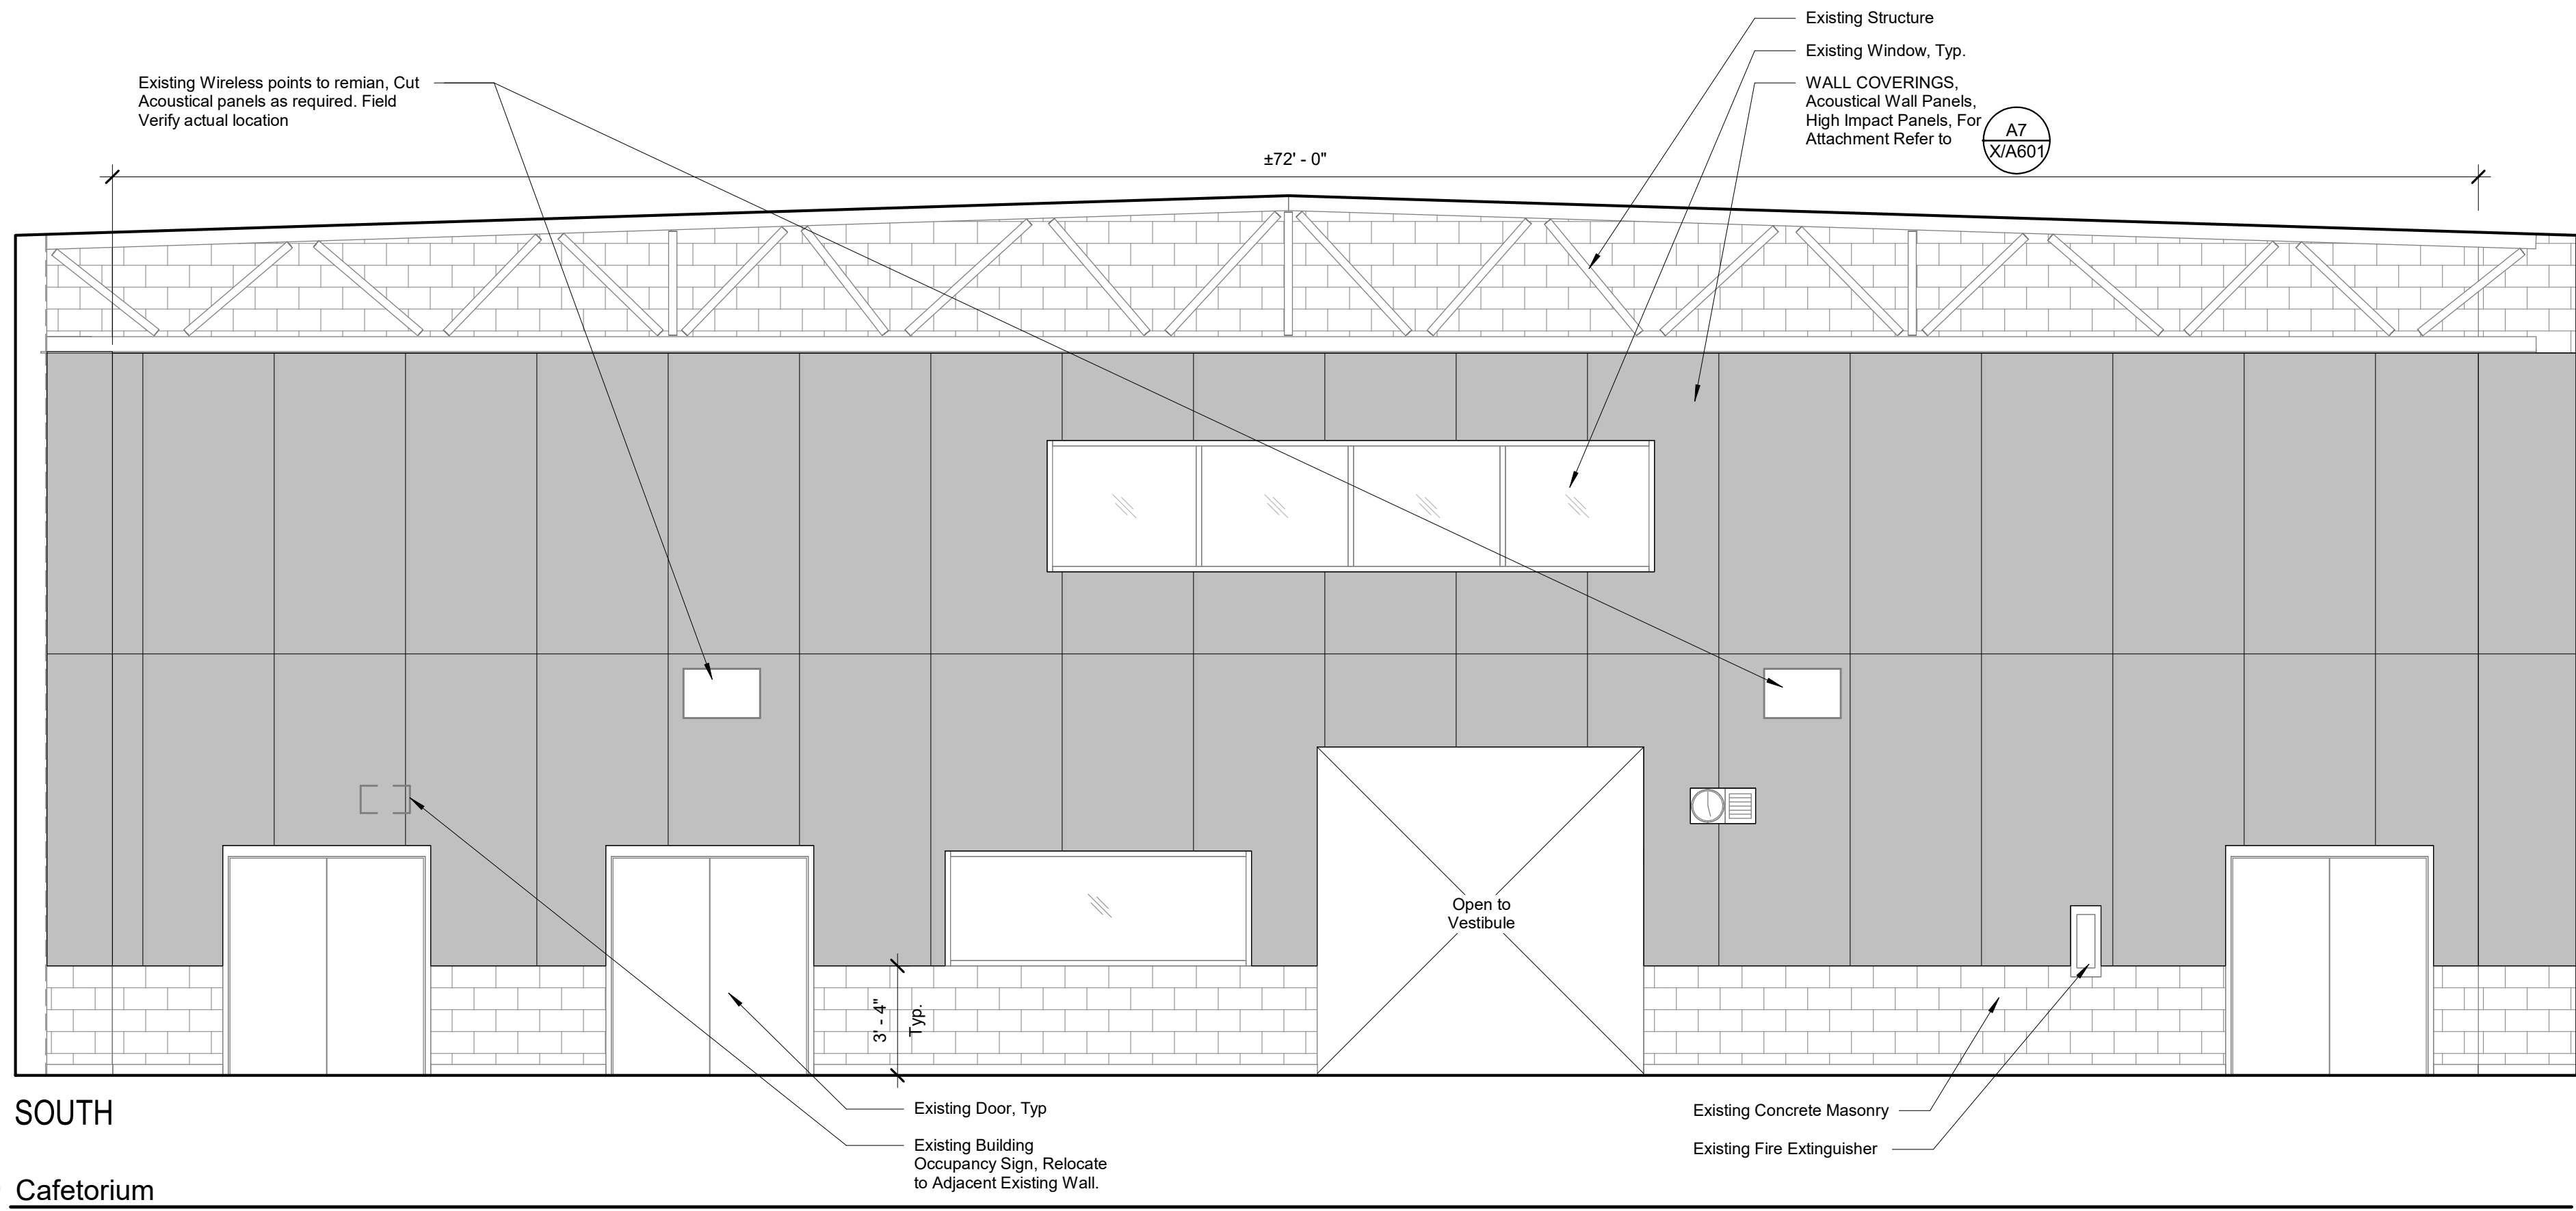 Existing Structure
Existing Window, Typ.
WALL COVERINGS,
Acoustical Wall Panels,
High Impact Panels, For
Attachment Refer to
A7
X/A601
Existing Wireless points to remian, Cut
Acoustical panels as required. Field
Verify actual location
±72' - 0"
Open to
Vestibule
3' - 4"
Typ.
Existing Door, Typ
Existing Building
Occupancy Sign, Relocate
to Adjacent Existing Wall.
Existing Concrete Masonry
Existing Fire Extinguisher
SOUTH
Cafetorium